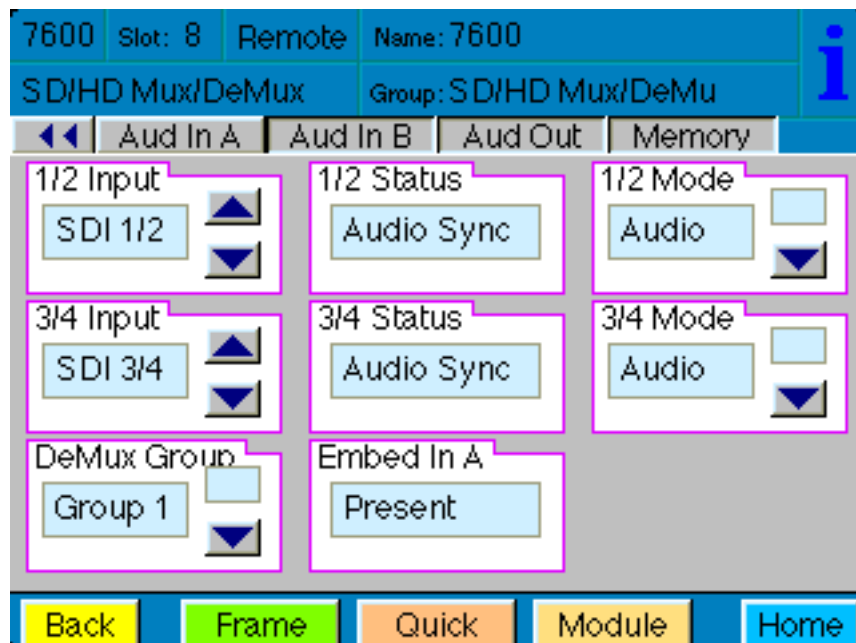 7600 Slot: 8 Remote Name: 7600
SD/HD Mux/DeMux Group: SD/HD Mux/DeMu
i
Aud In A Aud In B Aud Out Memory
1/2 Input 1/2 Status 1/2 Mode
SDI 1/2 Audio Sync Audio
3/4 Input 3/4 Status 3/4 Mode
SDI 3/4 Audio Sync Audio
DeMux Group Embed In A
Group 1 Present
Back Frame Quick Module Home